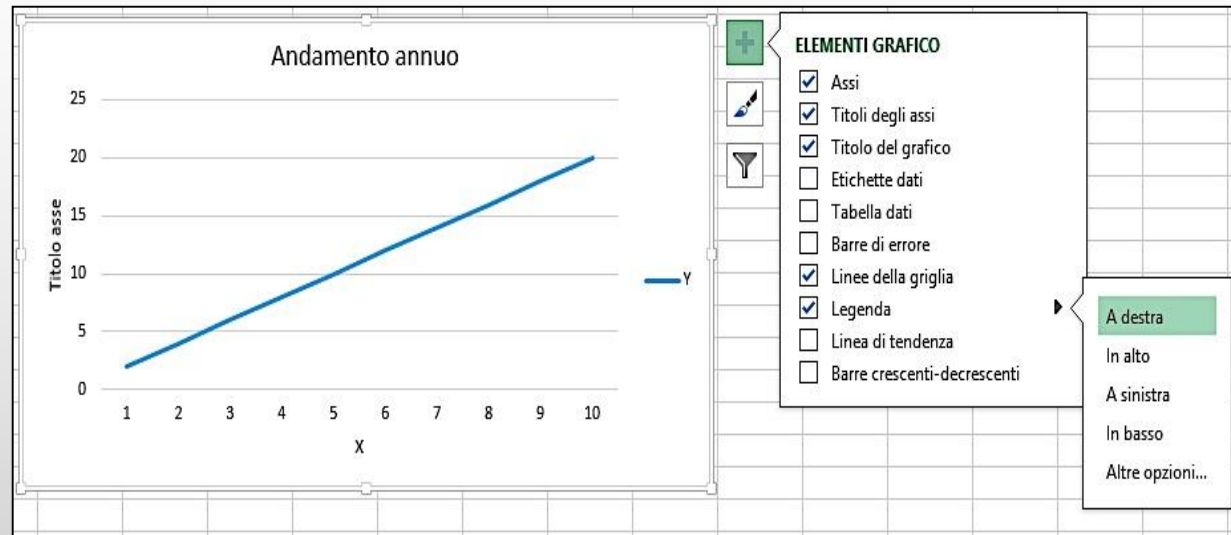 Andamento annuo
25
20
15
10
5
0
Titolo asse
1 2 3 4 5 6 7 8 9 10
X
Y
ELEMENTI GRAFICO
Assi
Titoli degli assi
Titolo del grafico
Etichette dati
Tabella dati
Barre di errore
Linee della griglia
Legenda
Linea di tendenza
Barre crescenti-decrescenti
A destra
In alto
A sinistra
In basso
Altre opzioni...